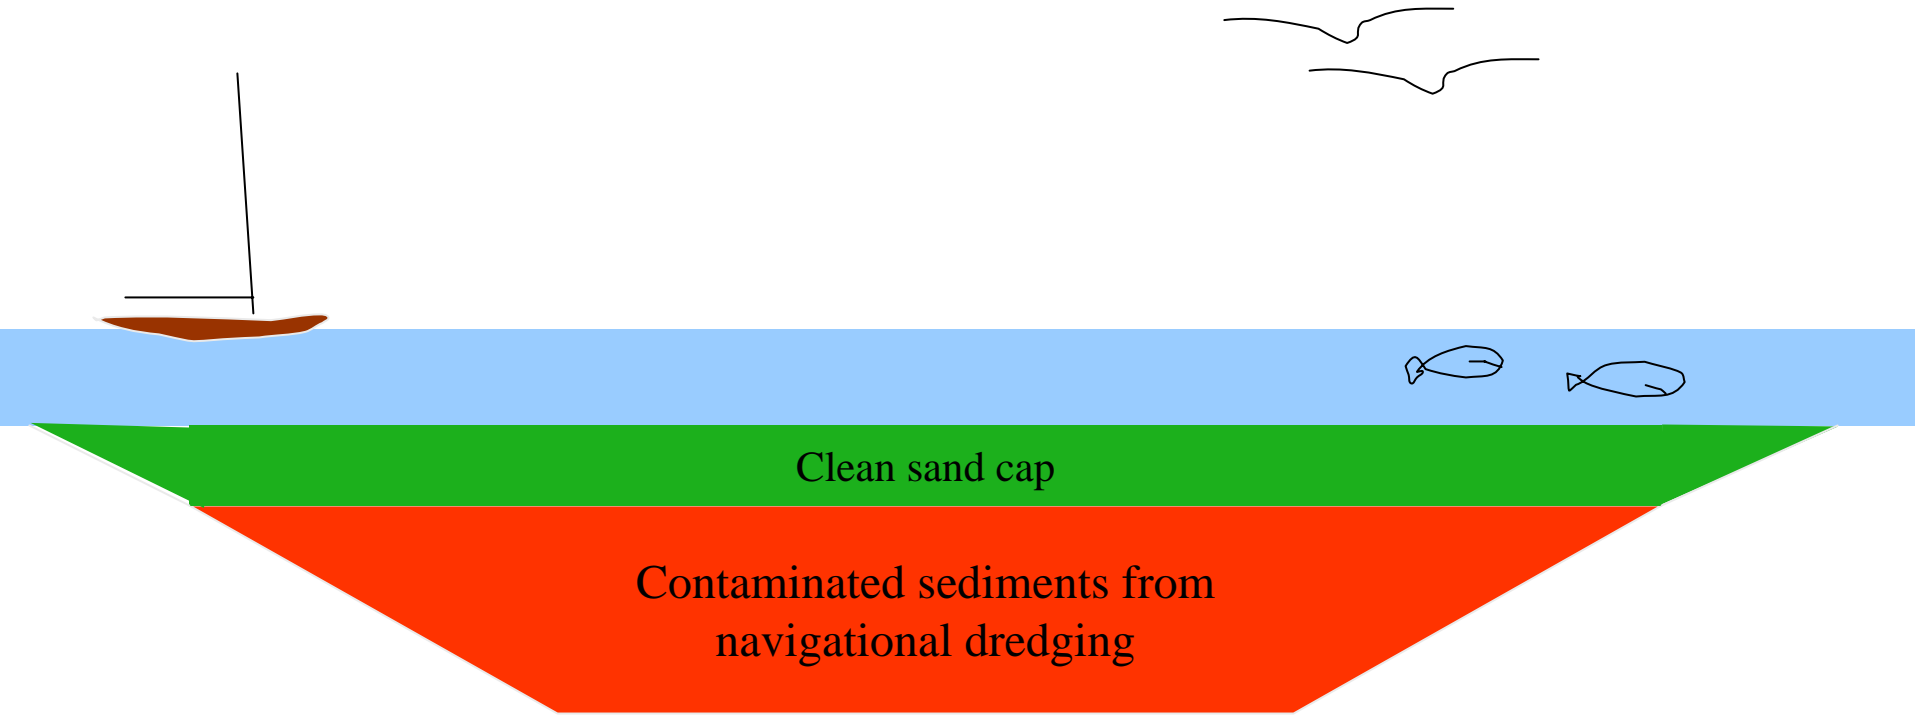 Clean sand cap
Contaminated sediments from
navigational dredging